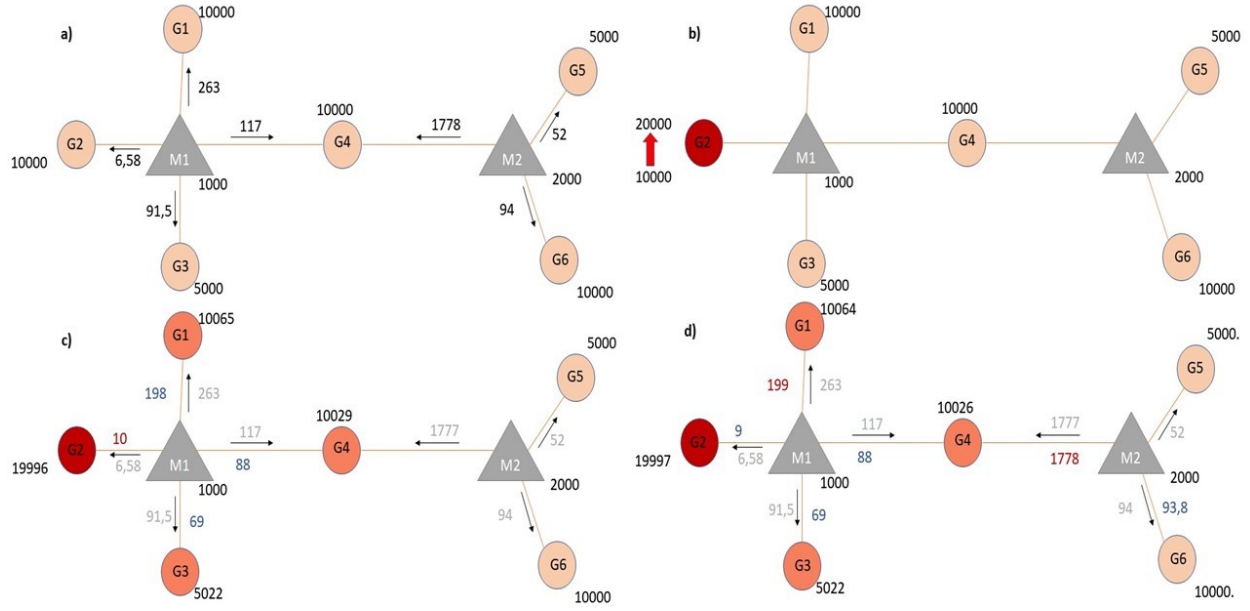 a)
G1
10000
263
G2
10000
6,58
M1
1000
117
10000
G4
1778
91,5
G3
5000
M2
2000
52
5000
G5
94
G6
10000
b)
G1
10000
20000
10000
G2
M1
1000
10000
G4
G3
5000
M2
2000
5000
G5
G6
10000
c)
G1
10065
198
263
G2
19996
10
6,58
M1
1000
117
88
10029
G4
1777
91,5
69
G3
5022
M2
2000
52
5000
G5
94
G6
10000
d)
G1
10064
199
263
G2
19997
9
6,58
M1
1000
117
88
10026
G4
1777
1778
91,5
69
G3
5022
M2
2000
52
5000.
G5
94
93,8
G6
10000.